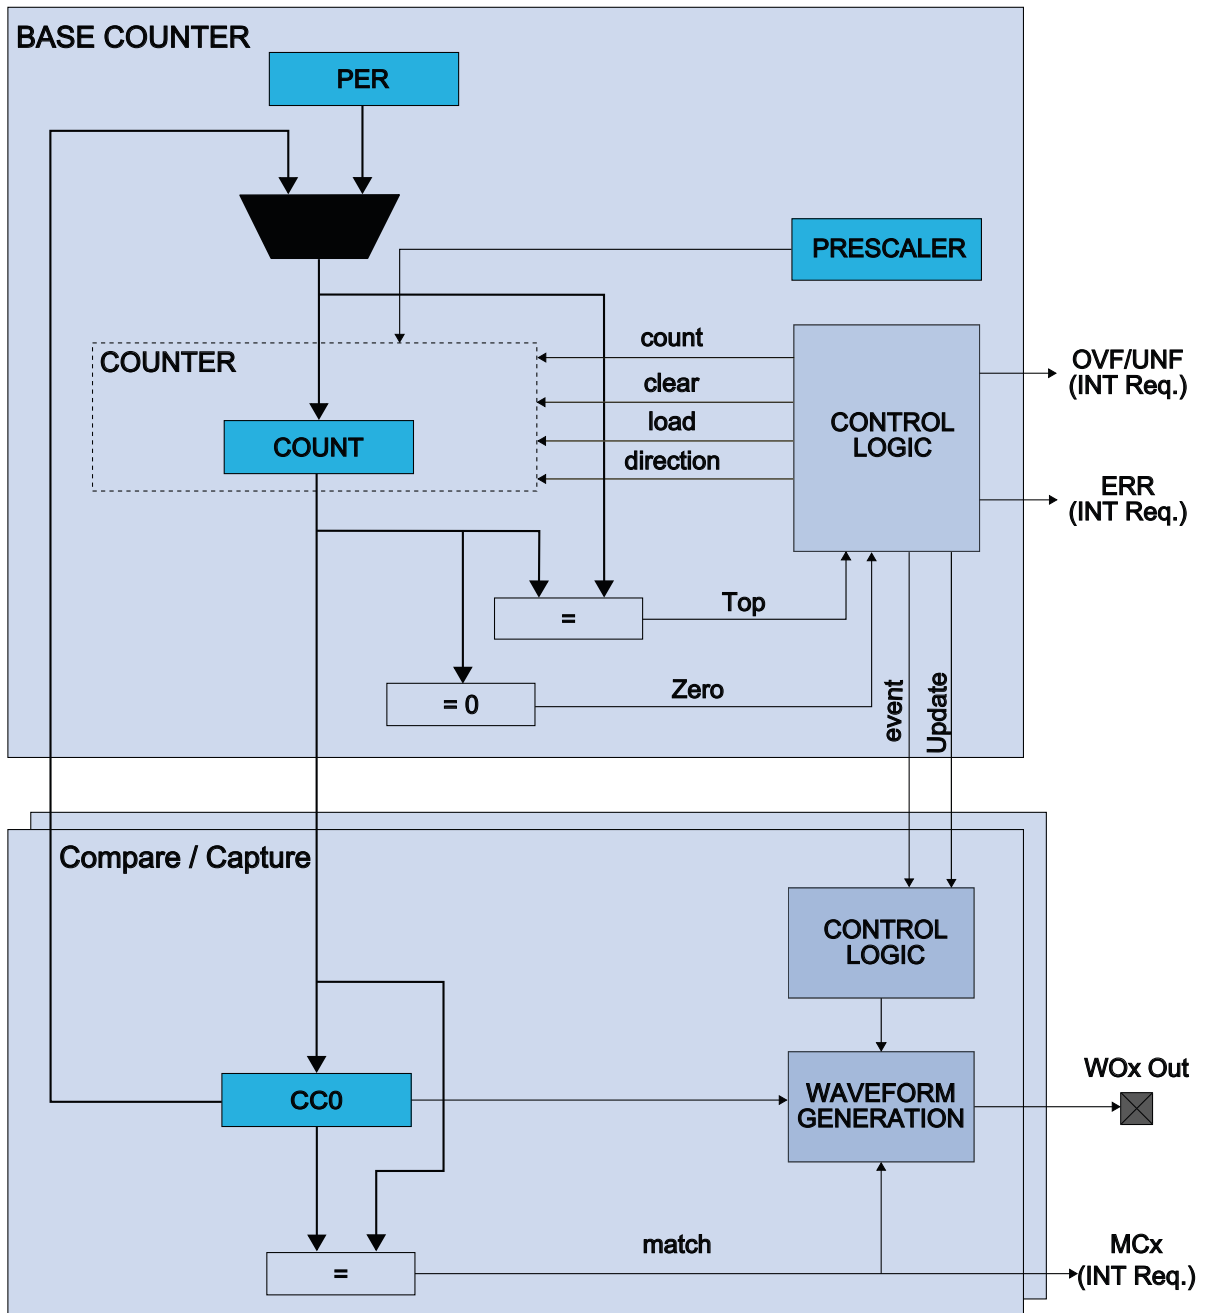 BASE COUNTER
PER
PRESCALER
COUNTER
count
clear
load
direction
COUNT
CONTROL
LOGIC
OVF/UNF
(INT Req.)
ERR
(INT Req.)
=
Top
= 0
Zero
event
Update
Compare / Capture
CONTROL
LOGIC
CC0
WAVEFORM
GENERATION
WOx Out
=
match
MCx
(INT Req.)